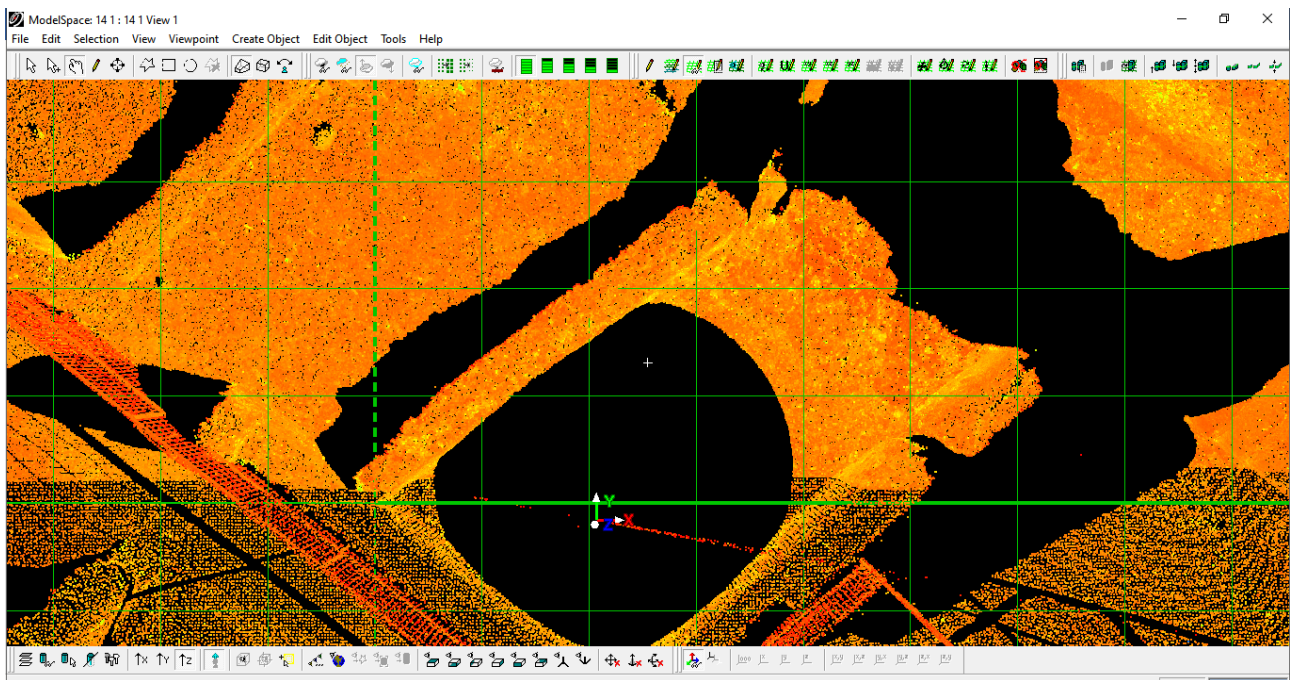 ModelSpace: 14 1 : 14 1 View 1
File Edit Selection View Viewpoint Create Object Edit Object Tools Help
Y
Z X